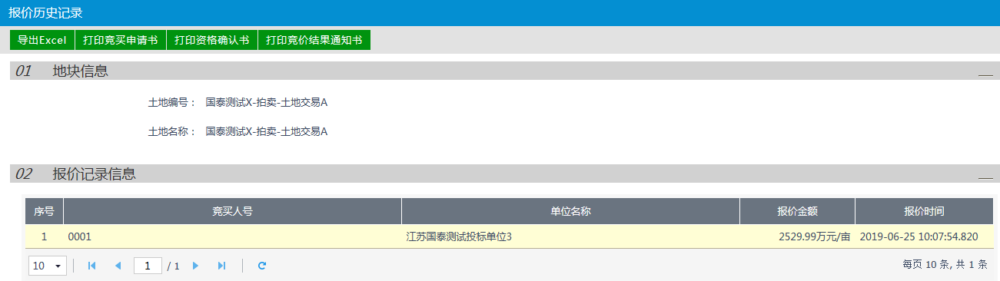 报价历史记录
导出Excel 打印竞买申请书 打印资格确认书 打印竞价结果通知书
01 地块信息
土地编号： 国泰测试X-拍卖-土地交易A
土地名称： 国泰测试X-拍卖-土地交易A
02 报价记录信息
序号 竞买人号 单位名称 报价金额 报价时间
1 0001 江苏国泰测试投标单位3 2529.99万元/亩 2019-06-25 10:07:54.820
10 1 / 1 每页 10 条, 共 1 条